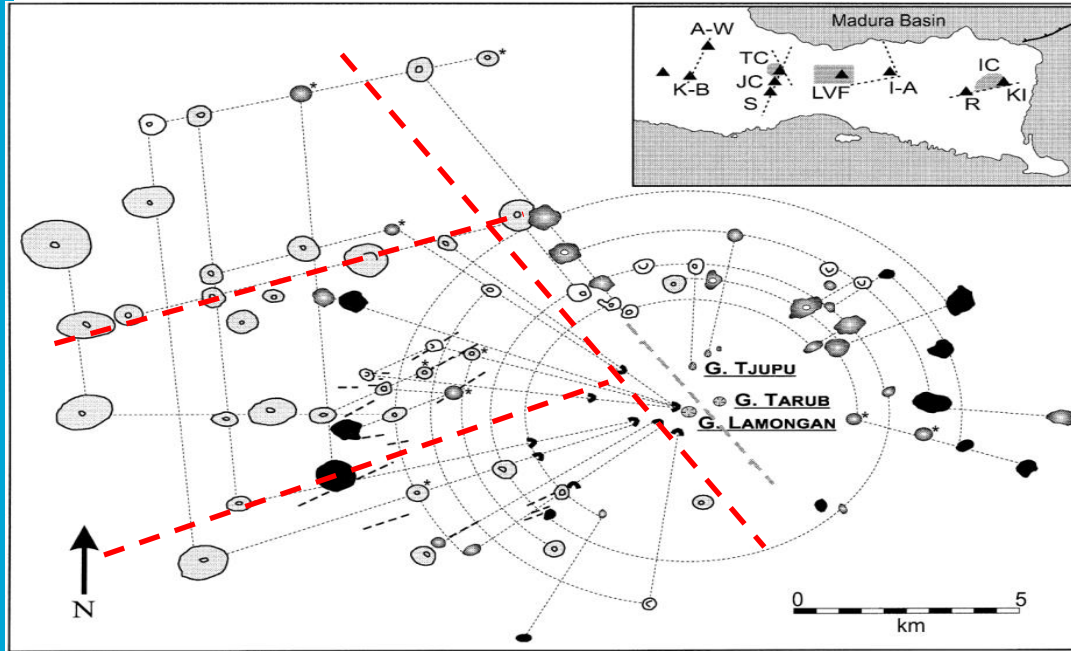 Madura Basin
A-W
TC
IC
JC
K-B
S
LVF
I-A
R
KI
*
*
*
*
*
*
*
*
*
G. TJUPU
G. TARUB
G. LAMONGAN
N
0 5
km